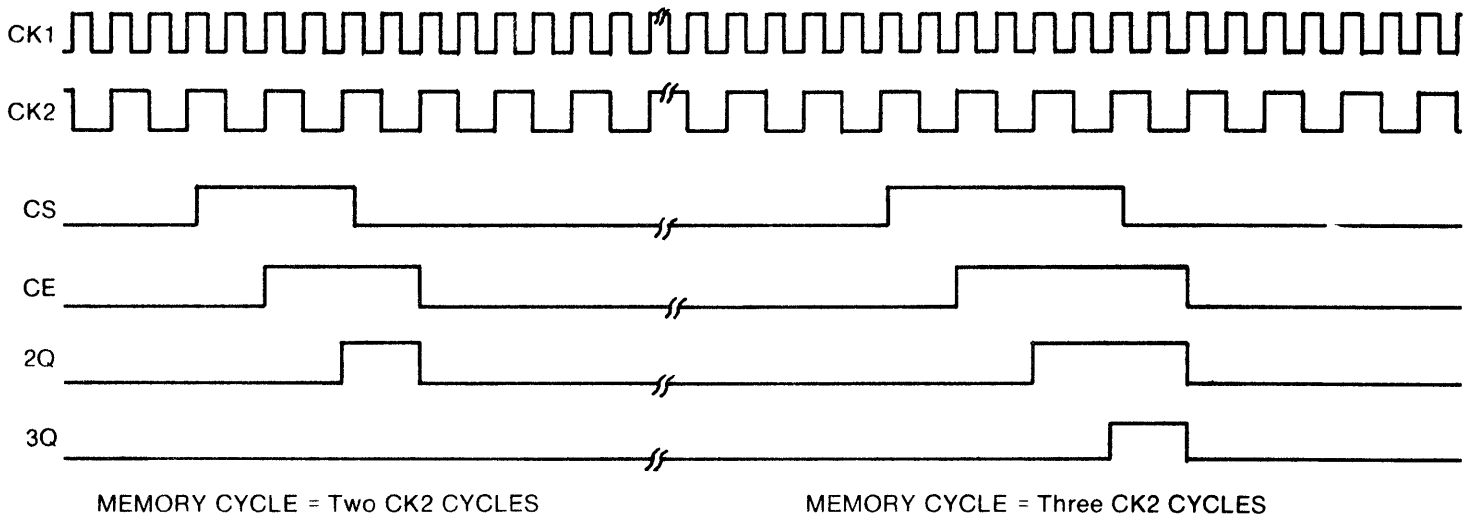 CK1
CK2
CS
CE
2Q
3Q
MEMORY CYCLE = Two CK2 CYCLES
MEMORY CYCLE = Three CK2 CYCLES